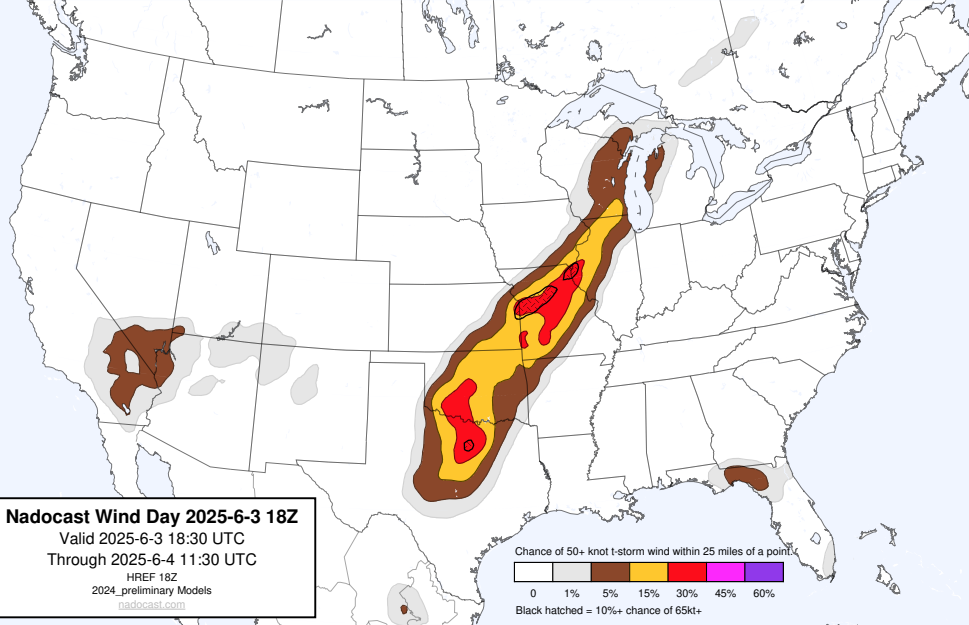 Nadocast Wind Day 2025-6-3 18Z
Valid 2025-6-3 18:30 UTC
Through 2025-6-4 11:30 UTC
HREF 18Z
2024_preliminary Models
nadocast.com
Chance of 50+ knot t-storm wind within 25 miles of a point.
0 1% 5% 15% 30% 45% 60%
Black hatched = 10%+ chance of 65kt+